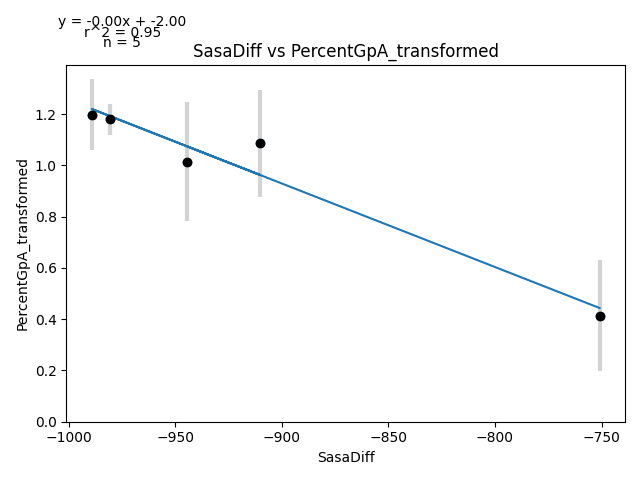 y = -0.00x + -2.00
r^2 = 0.95
n = 5
SasaDiff vs PercentGpA_transformed
PercentGpA_transformed
1.2
1.0
0.8
0.6
0.4
0.2
0.0
−1000 −950 −900 −850 −800 −750
SasaDiff